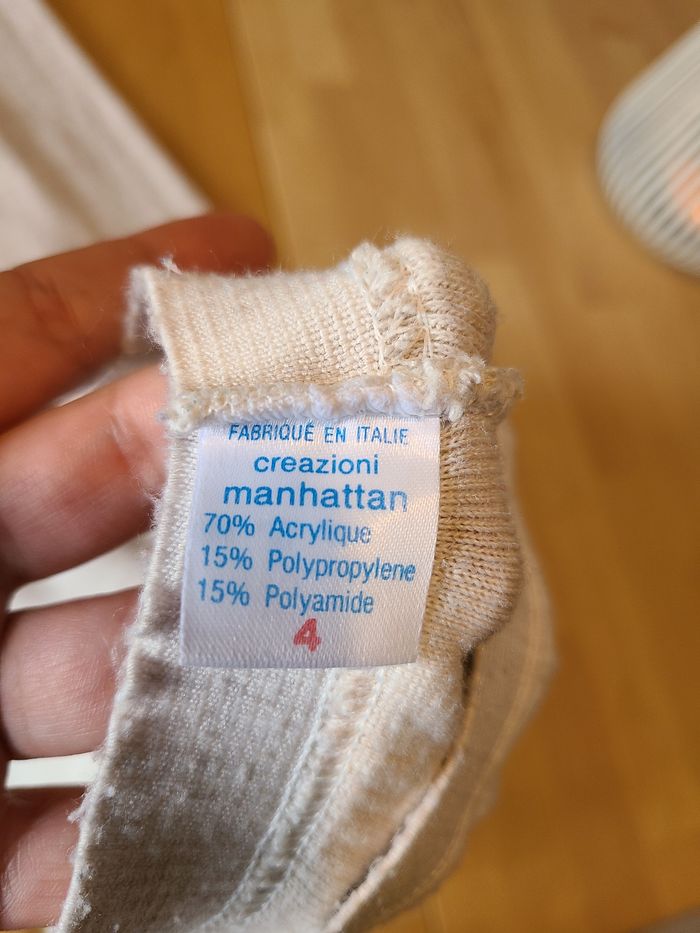 FABRIQUÉ EN ITALIE
creazioni
manhattan
70% Acrylique
15% Polypropylene
15% Polyamide
4